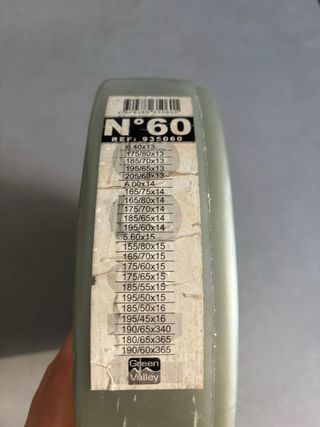 N°60
REF: 935060
6.40x13
175/80x13
185/70x13
195/65x13
205/60x13
6.00x14
165/75x14
165/80x14
175/70x14
185/65x14
195/60x14
5.60x15
155/80x15
165/70x15
175/60x15
175/65x15
185/55x15
195/50x15
185/50x16
195/45x16
190/65x340
180/65x365
190/60x365
Green
Valley